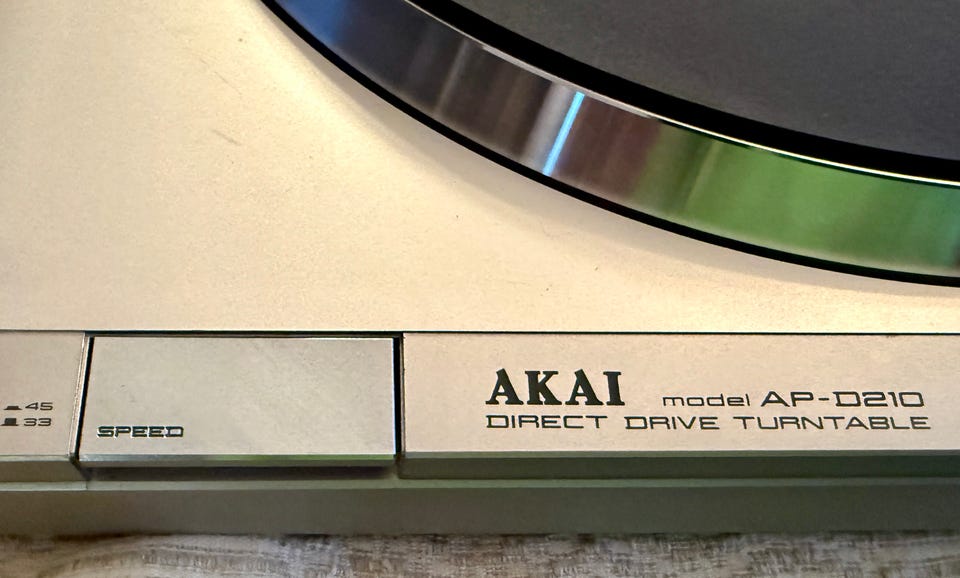 45
33
SPEED
AKAI model AP-D210
DIRECT DRIVE TURNTABLE